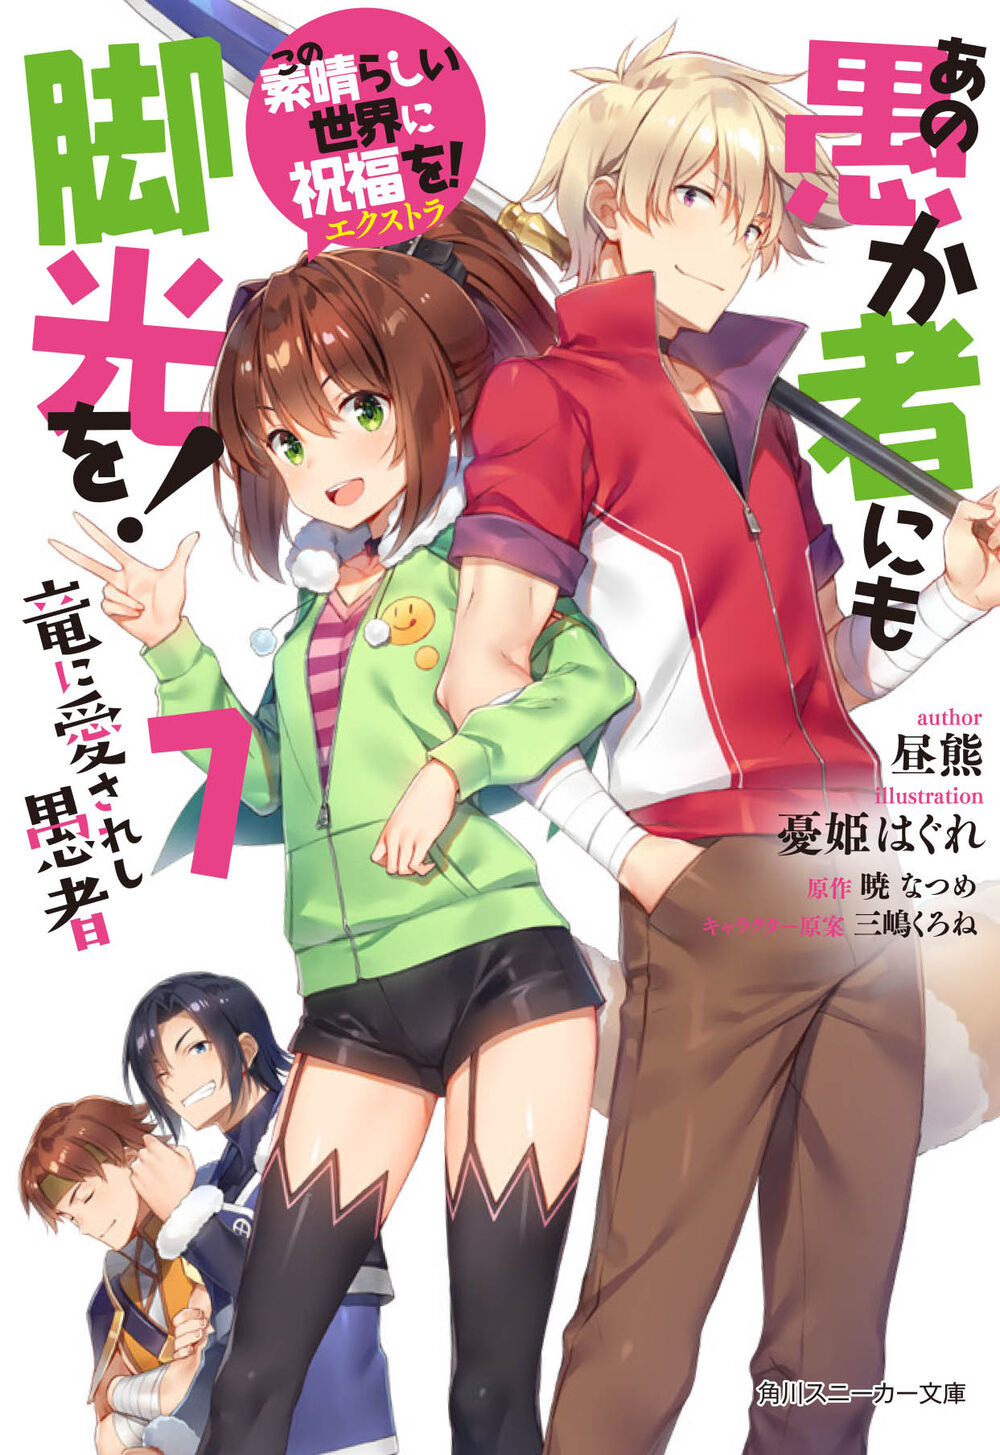 この
素晴らしい
世界に
祝福を!
エクストラ
あの
愚か者にも
脚光を!
7
竜に愛されし
愚者
author
昼熊
illustration
憂姫はぐれ
原作 暁 なつめ
キャラクター原案 三嶋くろね
角川スニーカー文庫